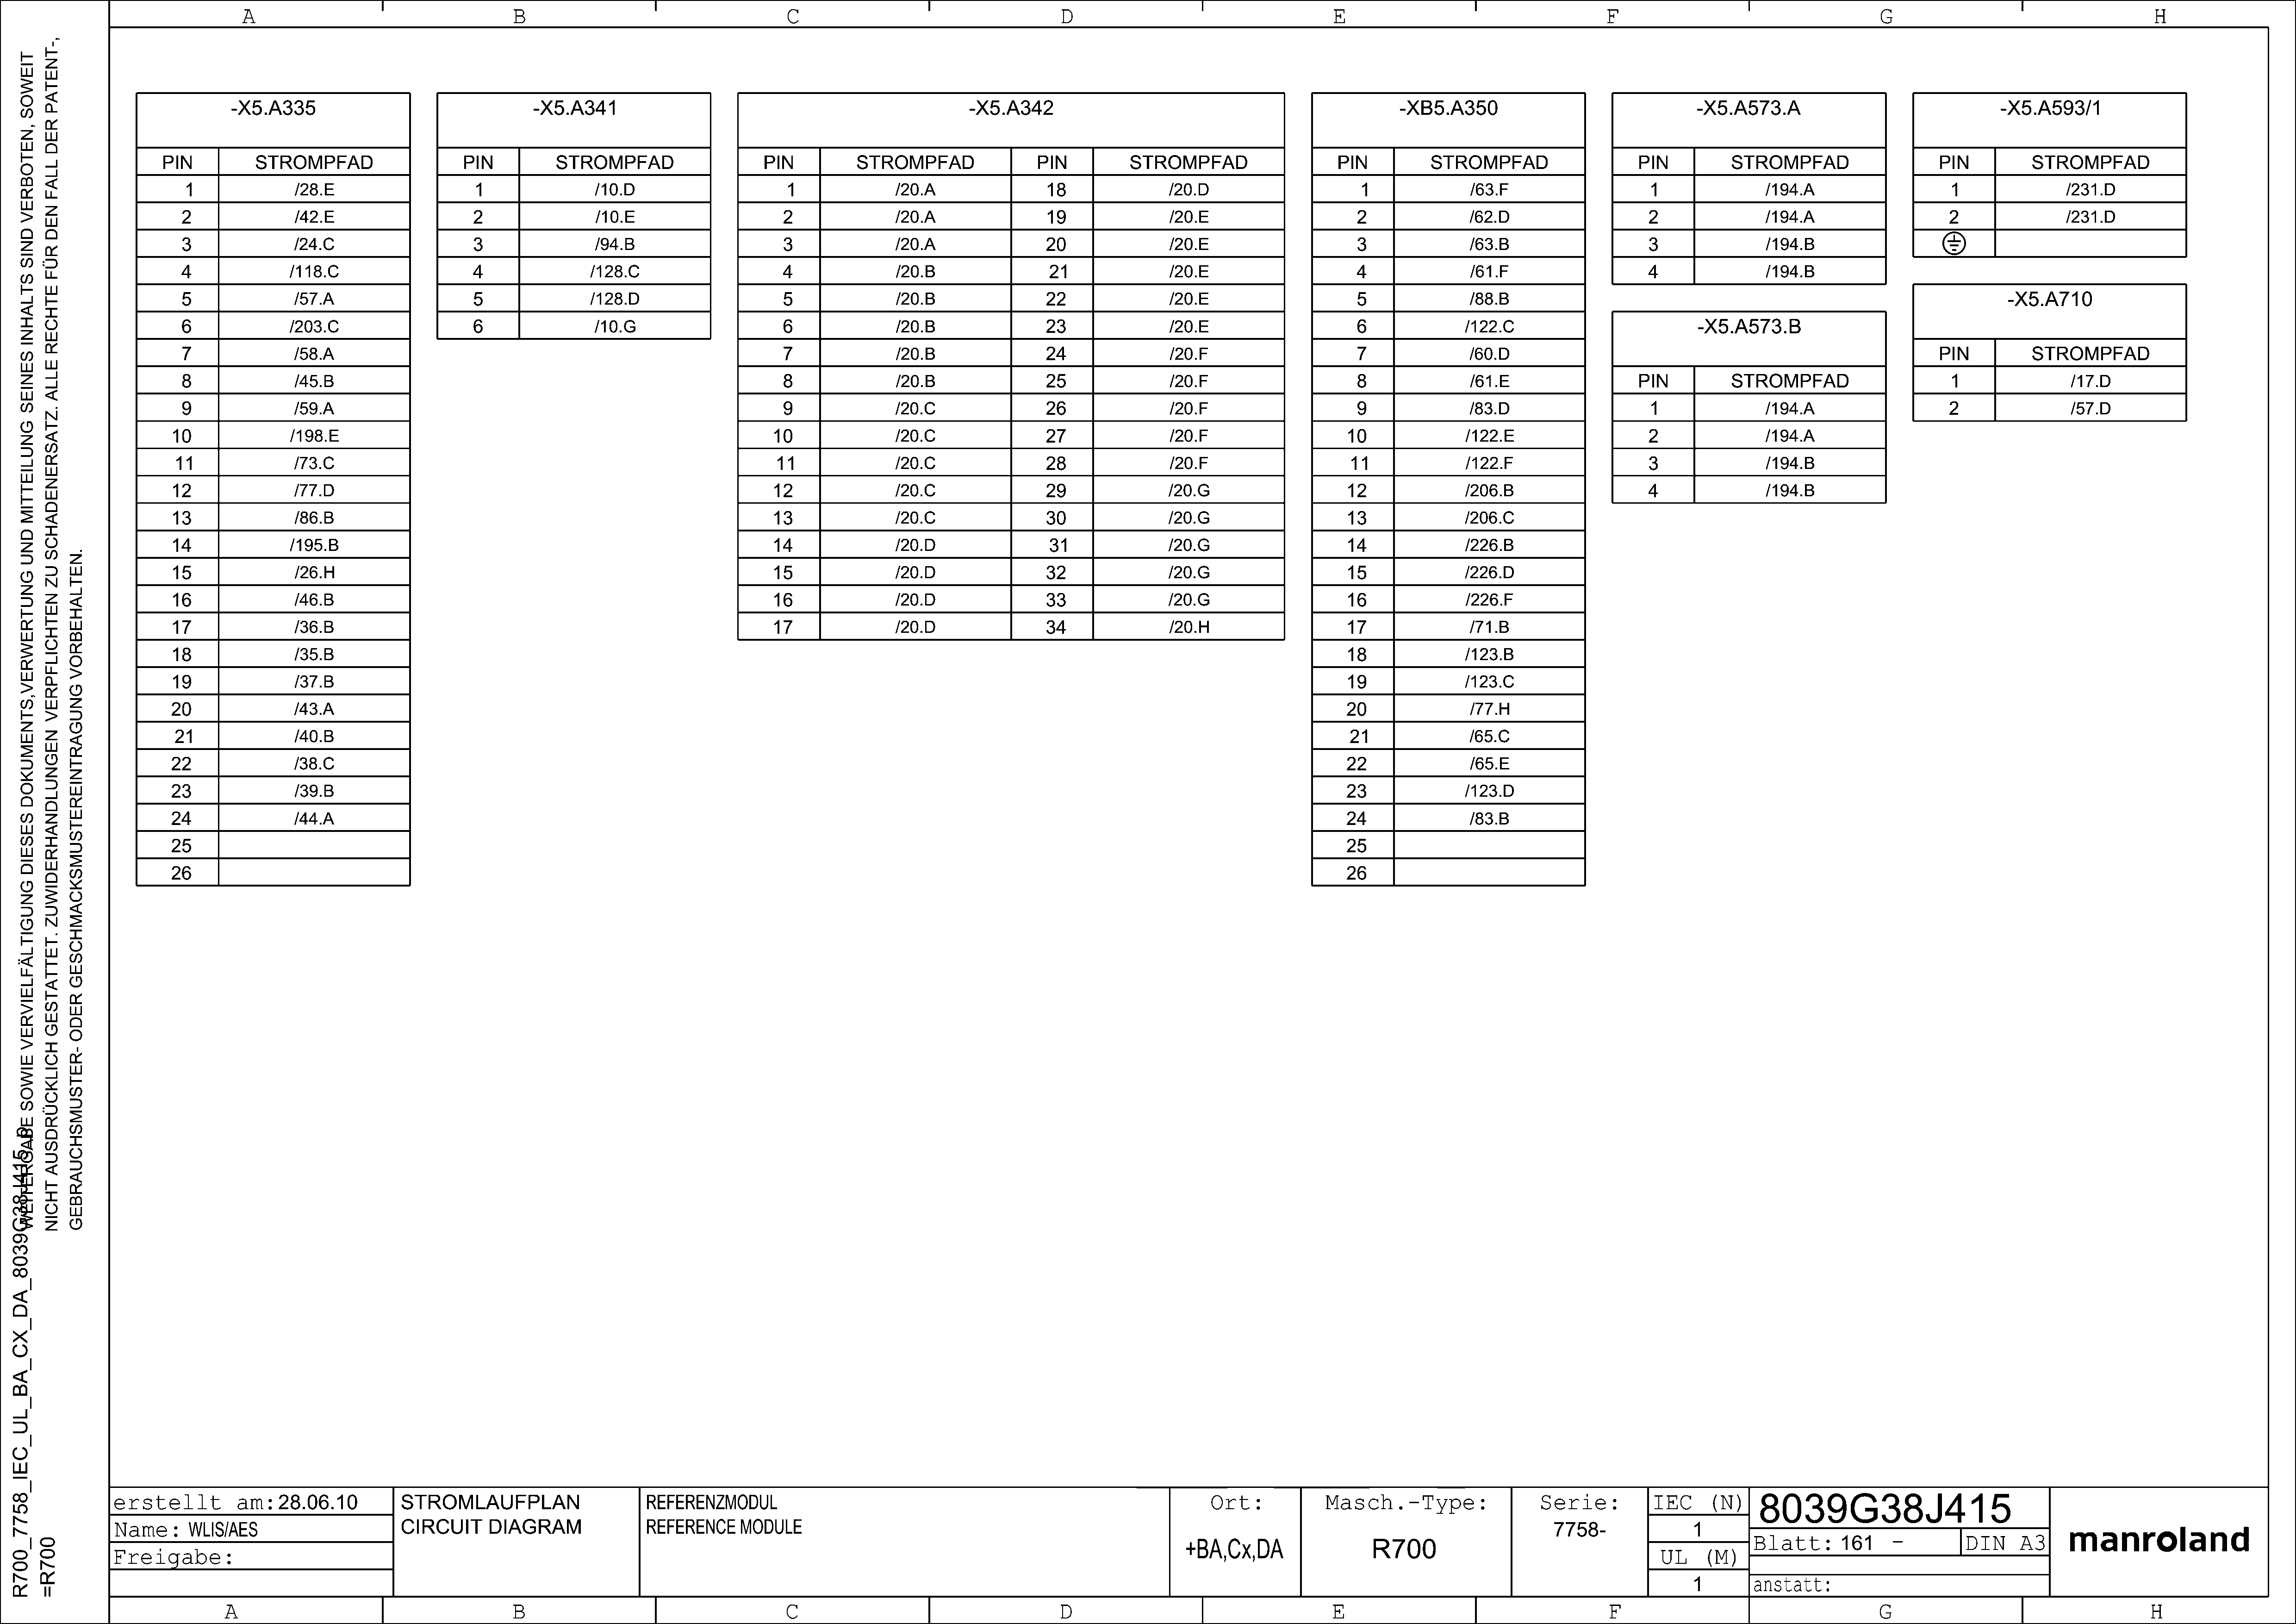 A B C D E F G H
-X5.A335
PIN STROMPFAD
1 /28.E
2 /42.E
3 /24.C
4 /118.C
5 /57.A
6 /203.C
7 /58.A
8 /45.B
9 /59.A
10 /198.E
11 /73.C
12 /77.D
13 /86.B
14 /195.B
15 /26.H
16 /46.B
17 /36.B
18 /35.B
19 /37.B
20 /43.A
21 /40.B
22 /38.C
23 /39.B
24 /44.A
25
26
-X5.A341
PIN STROMPFAD
1 /10.D
2 /10.E
3 /94.B
4 /128.C
5 /128.D
6 /10.G
-X5.A342
PIN STROMPFAD PIN STROMPFAD
1 /20.A 18 /20.D
2 /20.A 19 /20.E
3 /20.A 20 /20.E
4 /20.B 21 /20.E
5 /20.B 22 /20.E
6 /20.B 23 /20.E
7 /20.B 24 /20.F
8 /20.B 25 /20.F
9 /20.C 26 /20.F
10 /20.C 27 /20.F
11 /20.C 28 /20.F
12 /20.C 29 /20.G
13 /20.C 30 /20.G
14 /20.D 31 /20.G
15 /20.D 32 /20.G
16 /20.D 33 /20.G
17 /20.D 34 /20.H
-XB5.A350
PIN STROMPFAD
1 /63.F
2 /62.D
3 /63.B
4 /61.F
5 /88.B
6 /122.C
7 /60.D
8 /61.E
9 /83.D
10 /122.E
11 /122.F
12 /206.B
13 /206.C
14 /226.B
15 /226.D
16 /226.F
17 /71.B
18 /123.B
19 /123.C
20 /77.H
21 /65.C
22 /65.E
23 /123.D
24 /83.B
25
26
-X5.A573.A
PIN STROMPFAD
1 /194.A
2 /194.A
3 /194.B
4 /194.B
-X5.A573.B
PIN STROMPFAD
1 /194.A
2 /194.A
3 /194.B
4 /194.B
-X5.A593/1
PIN STROMPFAD
1 /231.D
2 /231.D
-X5.A710
PIN STROMPFAD
1 /17.D
2 /57.D
WEITERGABE SOWIE VERVIELFÄLTIGUNG DIESES DOKUMENTS,VERWERTUNG UND MITTEILUNG SEINES INHALTS SIND VERBOTEN, SOWEIT
NICHT AUSDRÜCKLICH GESTATTET. ZUWIDERHANDLUNGEN VERPFLICHTEN ZU SCHADENERSATZ. ALLE RECHTE FÜR DEN FALL DER PATENT-,
GEBRAUCHSMUSTER- ODER GESCHMACKSMUSTEREINTRAGUNG VORBEHALTEN.
R700_7758_IEC_UL_BA_CX_DA_8039G38J415_D
=R700
erstellt am: 28.06.10
Name: WLIS/AES
Freigabe:
STROMLAUFPLAN
CIRCUIT DIAGRAM
REFERENZMODUL
REFERENCE MODULE
Ort:
+BA,Cx,DA
Masch.-Type:
R700
Serie:
7758-
IEC (N)
1
UL (M)
1
8039G38J415
Blatt: 161 - DIN A3
anstatt:
manroland
A B C D E F G H